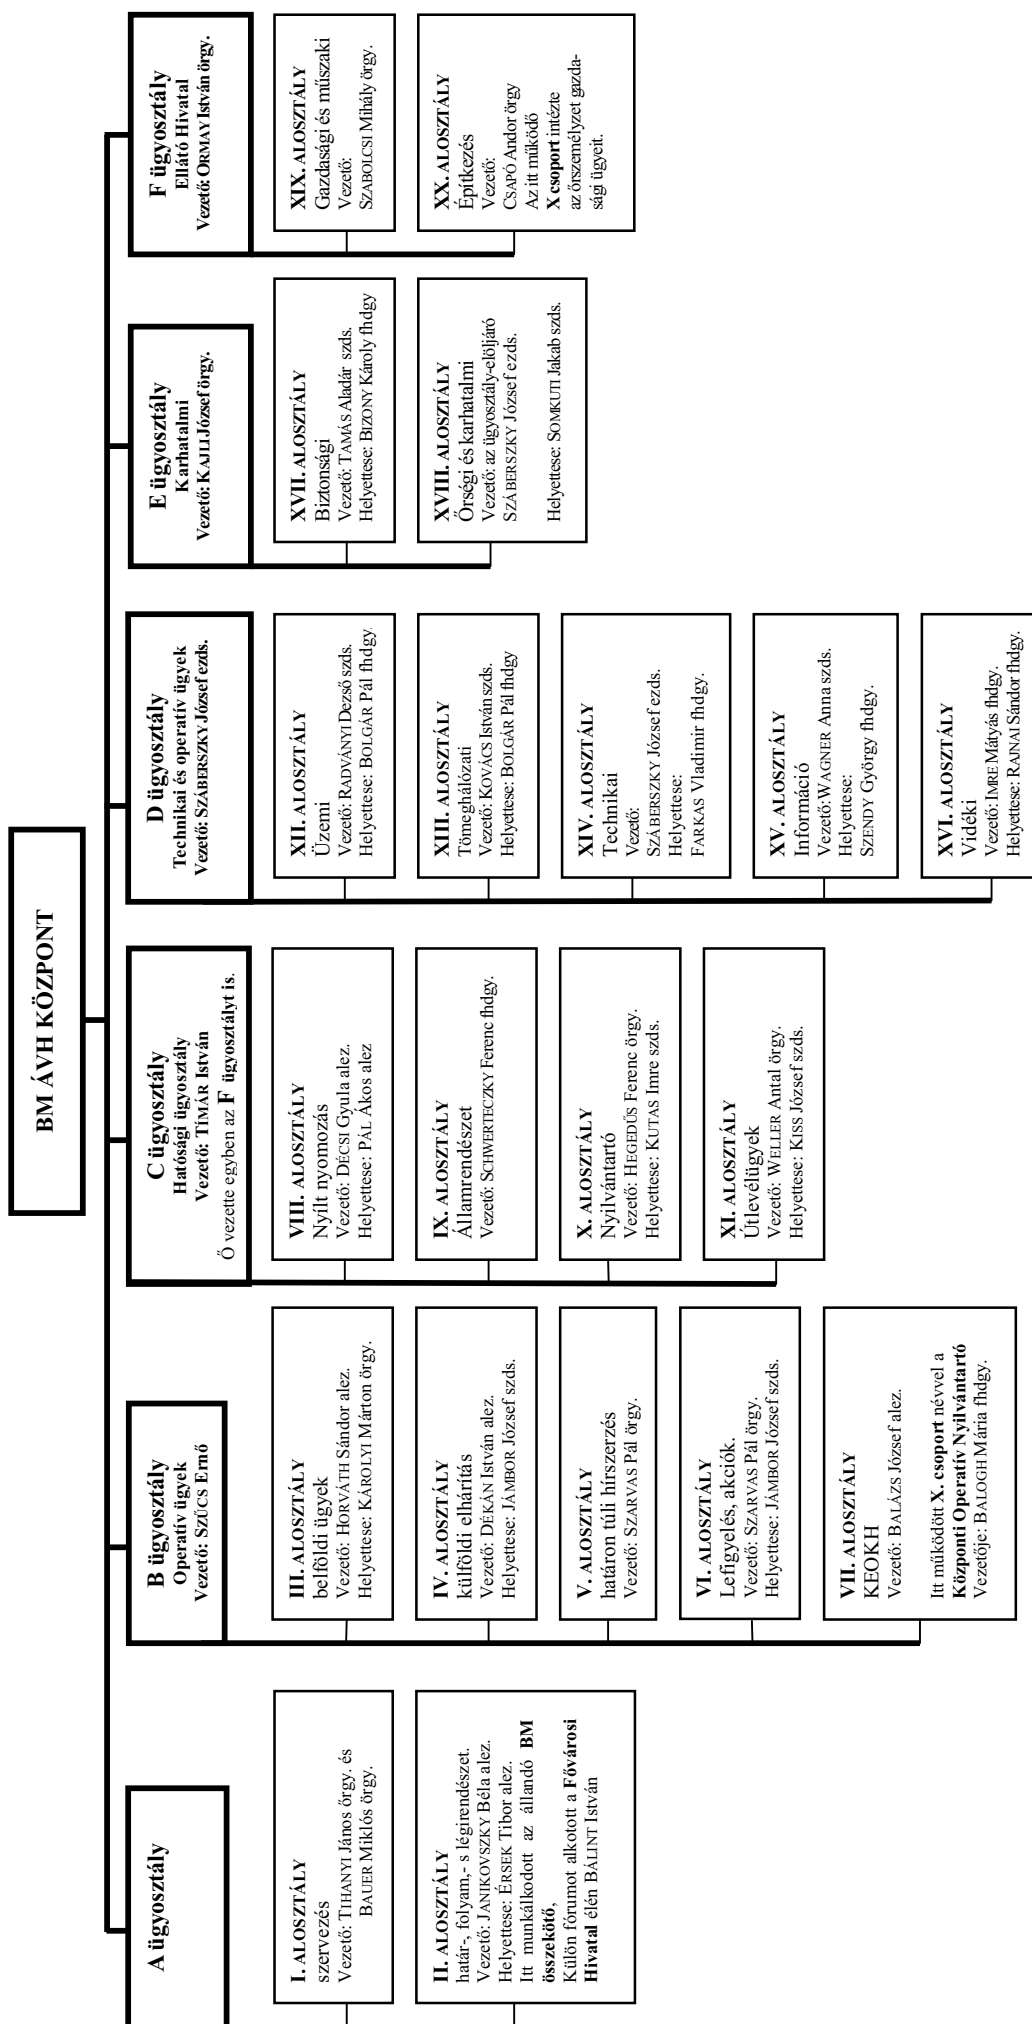 BM ÁVH KÖZPONT
A ügyosztály
I. ALOSZTÁLY
szervezés
Vezető: TIHANYI János őrgy. és
BAUER Miklós őrgy.
II. ALOSZTÁLY
határ-, folyam,- s légirendészet.
Vezető: JANIKOVSZKY Béla alez.
Helyettese: ÉRSEK Tibor alez.
Itt munkálkodott az állandó BM
összekötő,
Külön fórumot alkotott a Fővárosi
Hivatal élén BÁLINT István
B ügyosztály
Operatív ügyek
Vezető: SZŰCS Ernő
III. ALOSZTÁLY
belföldi ügyek
Vezető: HORVÁTH Sándor alez.
Helyettese: KÁROLYI Márton őrgy.
IV. ALOSZTÁLY
külföldi elhárítás
Vezető: DÉKÁN István alez.
Helyettese: JÁMBOR József szds.
V. ALOSZTÁLY
határon túli hírszerzés
Vezető: SZARVAS Pál őrgy.
VI. ALOSZTÁLY
Lefigyelés, akciók.
Vezető: SZARVAS Pál őrgy.
Helyettese: JÁMBOR József szds.
VII. ALOSZTÁLY
KEOKH
Vezető: BALÁZS József alez.
Itt működött X. csoport névvel a
Központi Operatív Nyilvántartó
Vezetője: BALOGH Mária fhdgy.
C ügyosztály
Hatósági ügyosztály
Vezető: TÍMÁR István
Ő vezette egyben az F ügyosztályt is.
VIII. ALOSZTÁLY
Nyílt nyomozás
Vezető: DÉCSI Gyula alez.
Helyettese: PÁL Ákos alez
IX. ALOSZTÁLY
Államrendészet
Vezető: SCHWERTECZKY Ferenc fhdgy.
X. ALOSZTÁLY
Nyilvántartó
Vezető: HEGEDŰS Ferenc őrgy.
Helyettese: KUTAS Imre szds.
XI. ALOSZTÁLY
Útlevélügyek
Vezető: WELLER Antal őrgy.
Helyettese: KISS József szds.
D ügyosztály
Technikai és operatív ügyek
Vezető: SZÁBERSZKY József ezds.
XII. ALOSZTÁLY
Üzemi
Vezető: RADVÁNYI Dezső szds.
Helyettese: BOLGÁR Pál fhdgy.
XIII. ALOSZTÁLY
Tömeghálózati
Vezető: KOVÁCS István szds.
Helyettese: BOLGÁR Pál fhdgy
XIV. ALOSZTÁLY
Technikai
Vezető:
SZÁBERSZKY József ezds.
Helyettese:
FARKAS Vladimir fhdgy.
XV. ALOSZTÁLY
Információ
Vezető: WAGNER Anna szds.
Helyettese:
SZENDY György fhdgy.
XVI. ALOSZTÁLY
Vidéki
Vezető: IMRE Mátyás fhdgy.
Helyettese: RAJNAI Sándor fhdgy.
E ügyosztály
Karhatalmi
Vezető: KAJLI József őrgy.
XVII. ALOSZTÁLY
Biztonsági
Vezető: TAMÁS Aladár szds.
Helyettese: BIZONY Károly fhdgy
XVIII. ALOSZTÁLY
Őrségi és karhatalmi
Vezető: az ügyosztály-elöljáró
SZÁBERSZKY József ezds.
Helyettese: SOMKUTI Jakab szds.
F ügyosztály
Ellátó Hivatal
Vezető: ORMAY István őrgy.
XIX. ALOSZTÁLY
Gazdasági és műszaki
Vezető:
SZABOLCSI Mihály őrgy.
XX. ALOSZTÁLY
Építkezés
Vezető:
CSAPÓ Andor őrgy
Az itt működő
X csoport intézte
az őrszemélyzet gazda-
sági ügyeit.